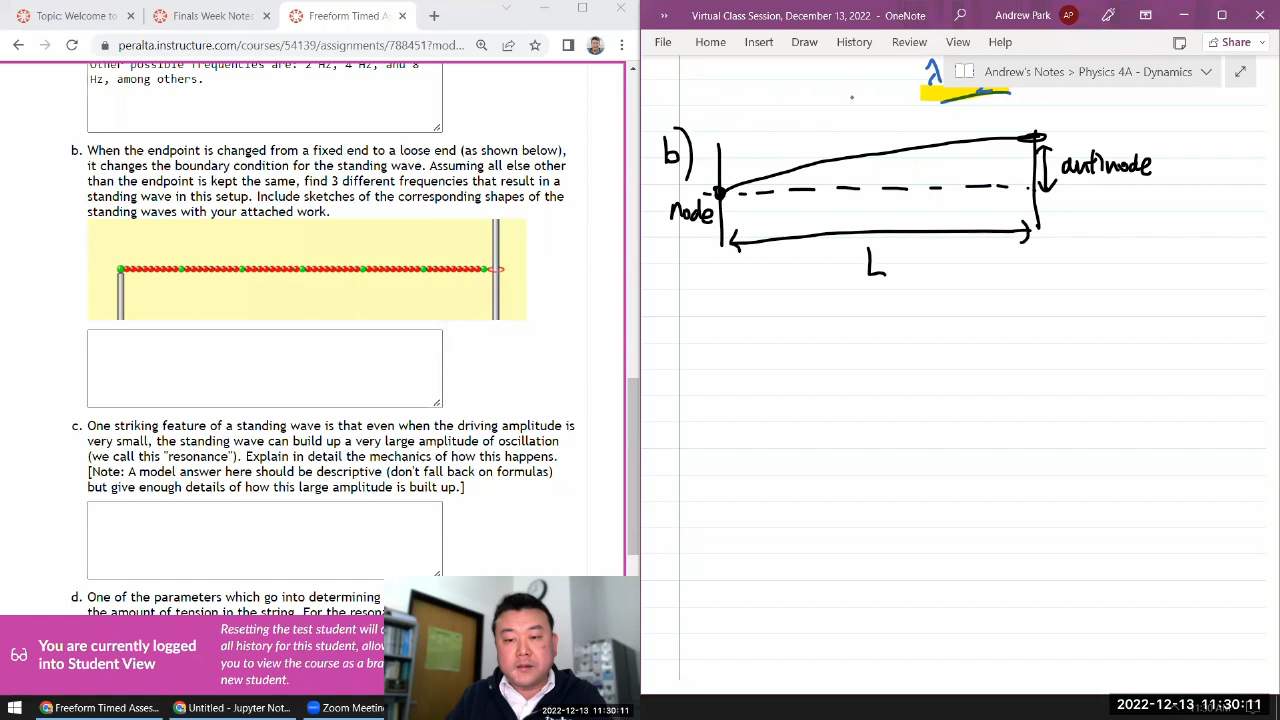 Topic: Welcome to
Finals Week Notes
Freeform Timed A
peralta.instructure.com/courses/54139/assignments/788451?mod...
Other possible frequencies are: 2 Hz, 4 Hz, and 8
Hz, among others.
b. When the endpoint is changed from a fixed end to a loose end (as shown below),
it changes the boundary condition for the standing wave. Assuming all else other
than the endpoint is kept the same, find 3 different frequencies that result in a
standing wave in this setup. Include sketches of the corresponding shapes of the
standing waves with your attached work.
c. One striking feature of a standing wave is that even when the driving amplitude is
very small, the standing wave can build up a very large amplitude of oscillation
(we call this "resonance"). Explain in detail the mechanics of how this happens.
[Note: A model answer here should be descriptive (don't fall back on formulas)
but give enough details of how this large amplitude is built up.]
d. One of the parameters which go into determining
the amount of tension in the string. For the reson
You are currently logged
into Student View
Resetting the test student will c
all history for this student, allow
you to view the course as a bra
new student.
Freeform Timed Asses...
Untitled - Jupyter Not...
Zoom Meeting
2022-12-13 11:30:11
Virtual Class Session, December 13, 2022 - OneNote
Andrew Park
AP
File
Home
Insert
Draw
History
Review
View
Help
Share
Andrew's Notes > Physics 4A - Dynamics
λ
b)
antinode
node
L
2022-12-13 11:30:11